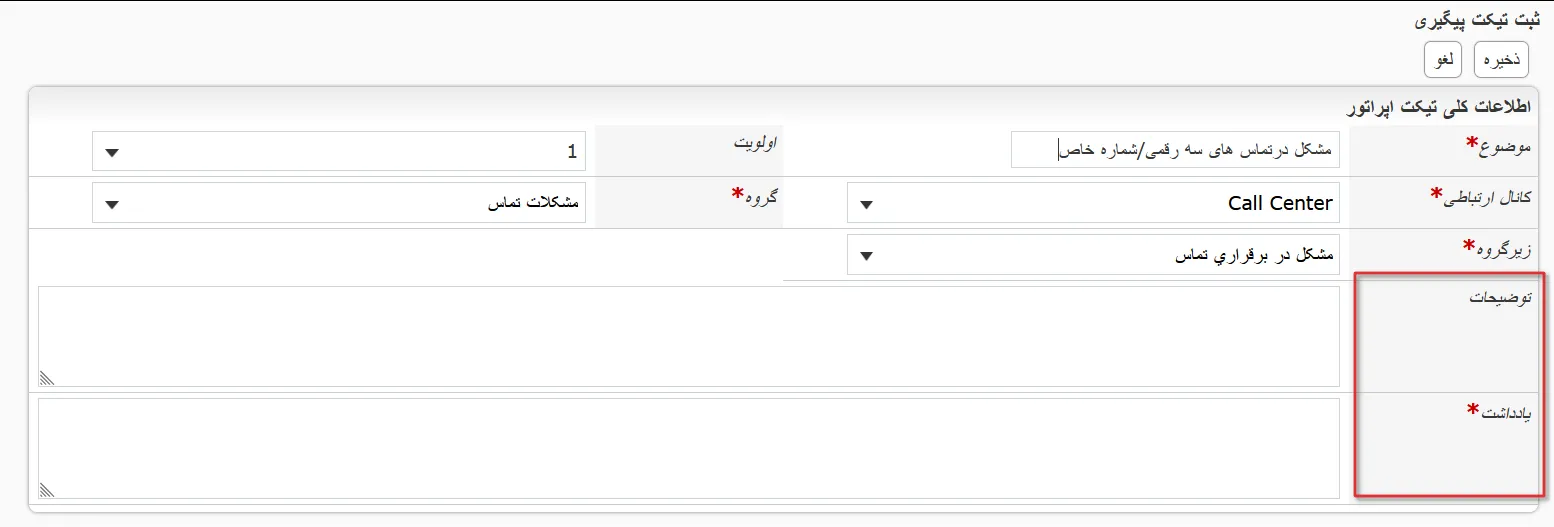 ثبت تیکت پیگیری
ذخیره لغو
اطلاعات کلی تیکت اپراتور
موضوع* مشکل درتماس های سه رقمی/شماره خاص اولویت 1
کانال ارتباطی* Call Center گروه* مشکلات تماس
زیرگروه* مشکل در برقراري تماس
توضیحات
یادداشت*